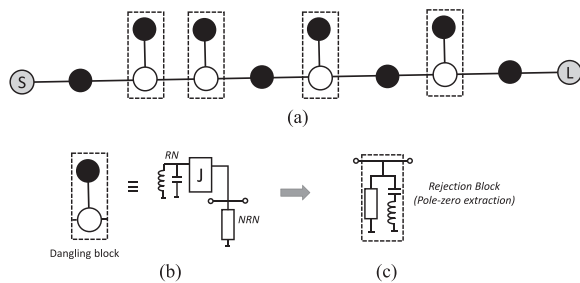 S
L
(a)
RN
J
≡
NRN
Dangling block
(b)
Rejection Block
(Pole-zero extraction)
(c)